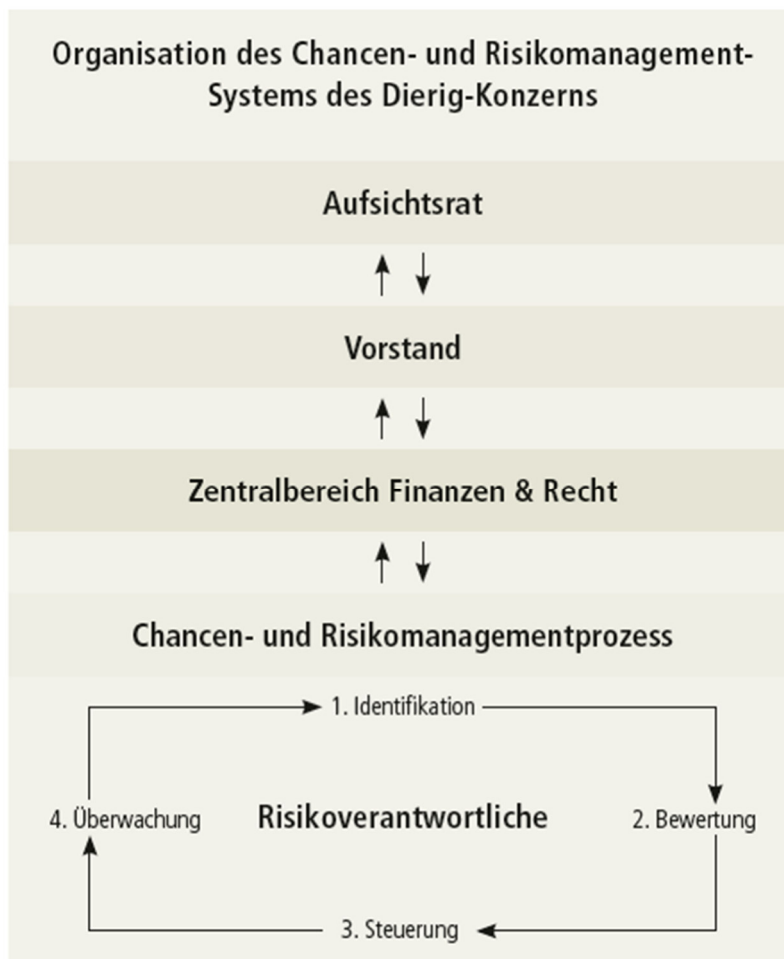 Organisation des Chancen- und Risikomanagement-
Systems des Dierig-Konzerns
Aufsichtsrat
Vorstand
Zentralbereich Finanzen & Recht
Chancen- und Risikomanagementprozess
1. Identifikation
4. Überwachung
Risikoverantwortliche
2. Bewertung
3. Steuerung